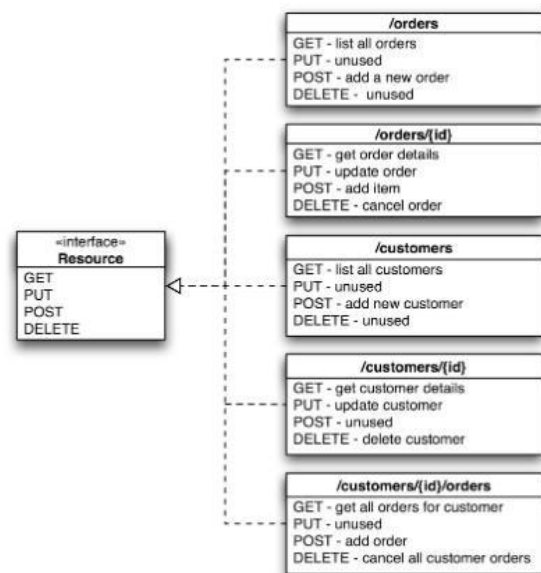 /orders
GET - list all orders
PUT - unused
POST - add a new order
DELETE - unused
/orders/{id}
GET - get order details
PUT - update order
POST - add item
DELETE - cancel order
«interface»
Resource
GET
PUT
POST
DELETE
/customers
GET - list all customers
PUT - unused
POST - add new customer
DELETE - unused
/customers/{id}
GET - get customer details
PUT - update customer
POST - unused
DELETE - delete customer
/customers/{id}/orders
GET - get all orders for customer
PUT - unused
POST - add order
DELETE - cancel all customer orders